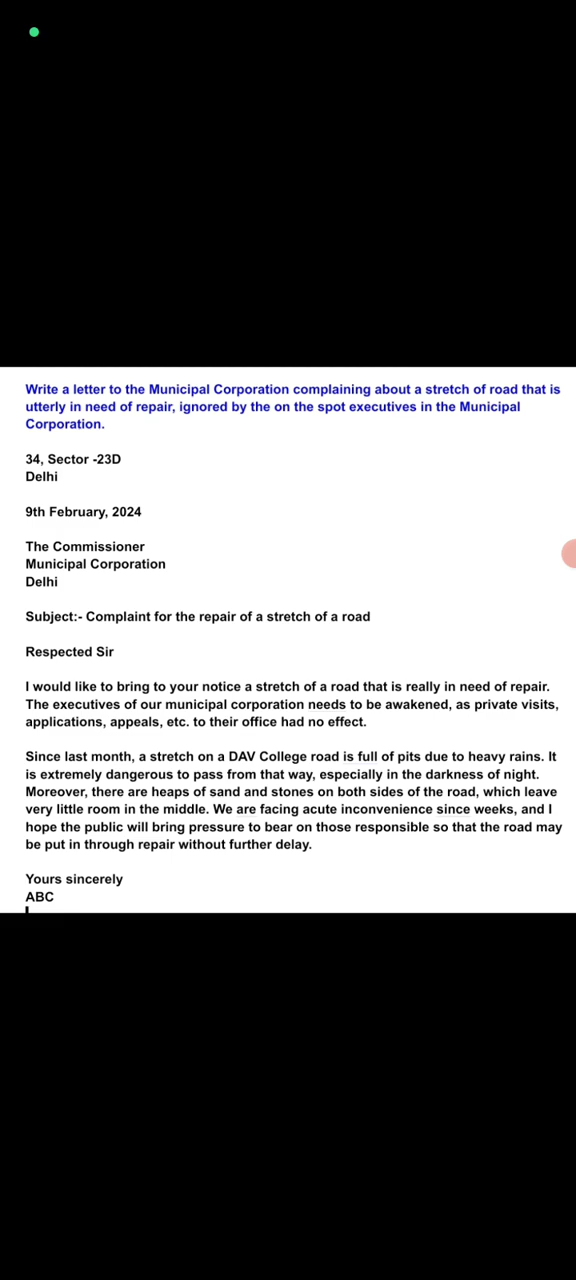 Write a letter to the Municipal Corporation complaining about a stretch of road that is
utterly in need of repair, ignored by the on the spot executives in the Municipal
Corporation.
34, Sector -23D
Delhi
9th February, 2024
The Commissioner
Municipal Corporation
Delhi
Subject:- Complaint for the repair of a stretch of a road
Respected Sir
I would like to bring to your notice a stretch of a road that is really in need of repair.
The executives of our municipal corporation needs to be awakened, as private visits,
applications, appeals, etc. to their office had no effect.
Since last month, a stretch on a DAV College road is full of pits due to heavy rains. It
is extremely dangerous to pass from that way, especially in the darkness of night.
Moreover, there are heaps of sand and stones on both sides of the road, which leave
very little room in the middle. We are facing acute inconvenience since weeks, and I
hope the public will bring pressure to bear on those responsible so that the road may
be put in through repair without further delay.
Yours sincerely
ABC